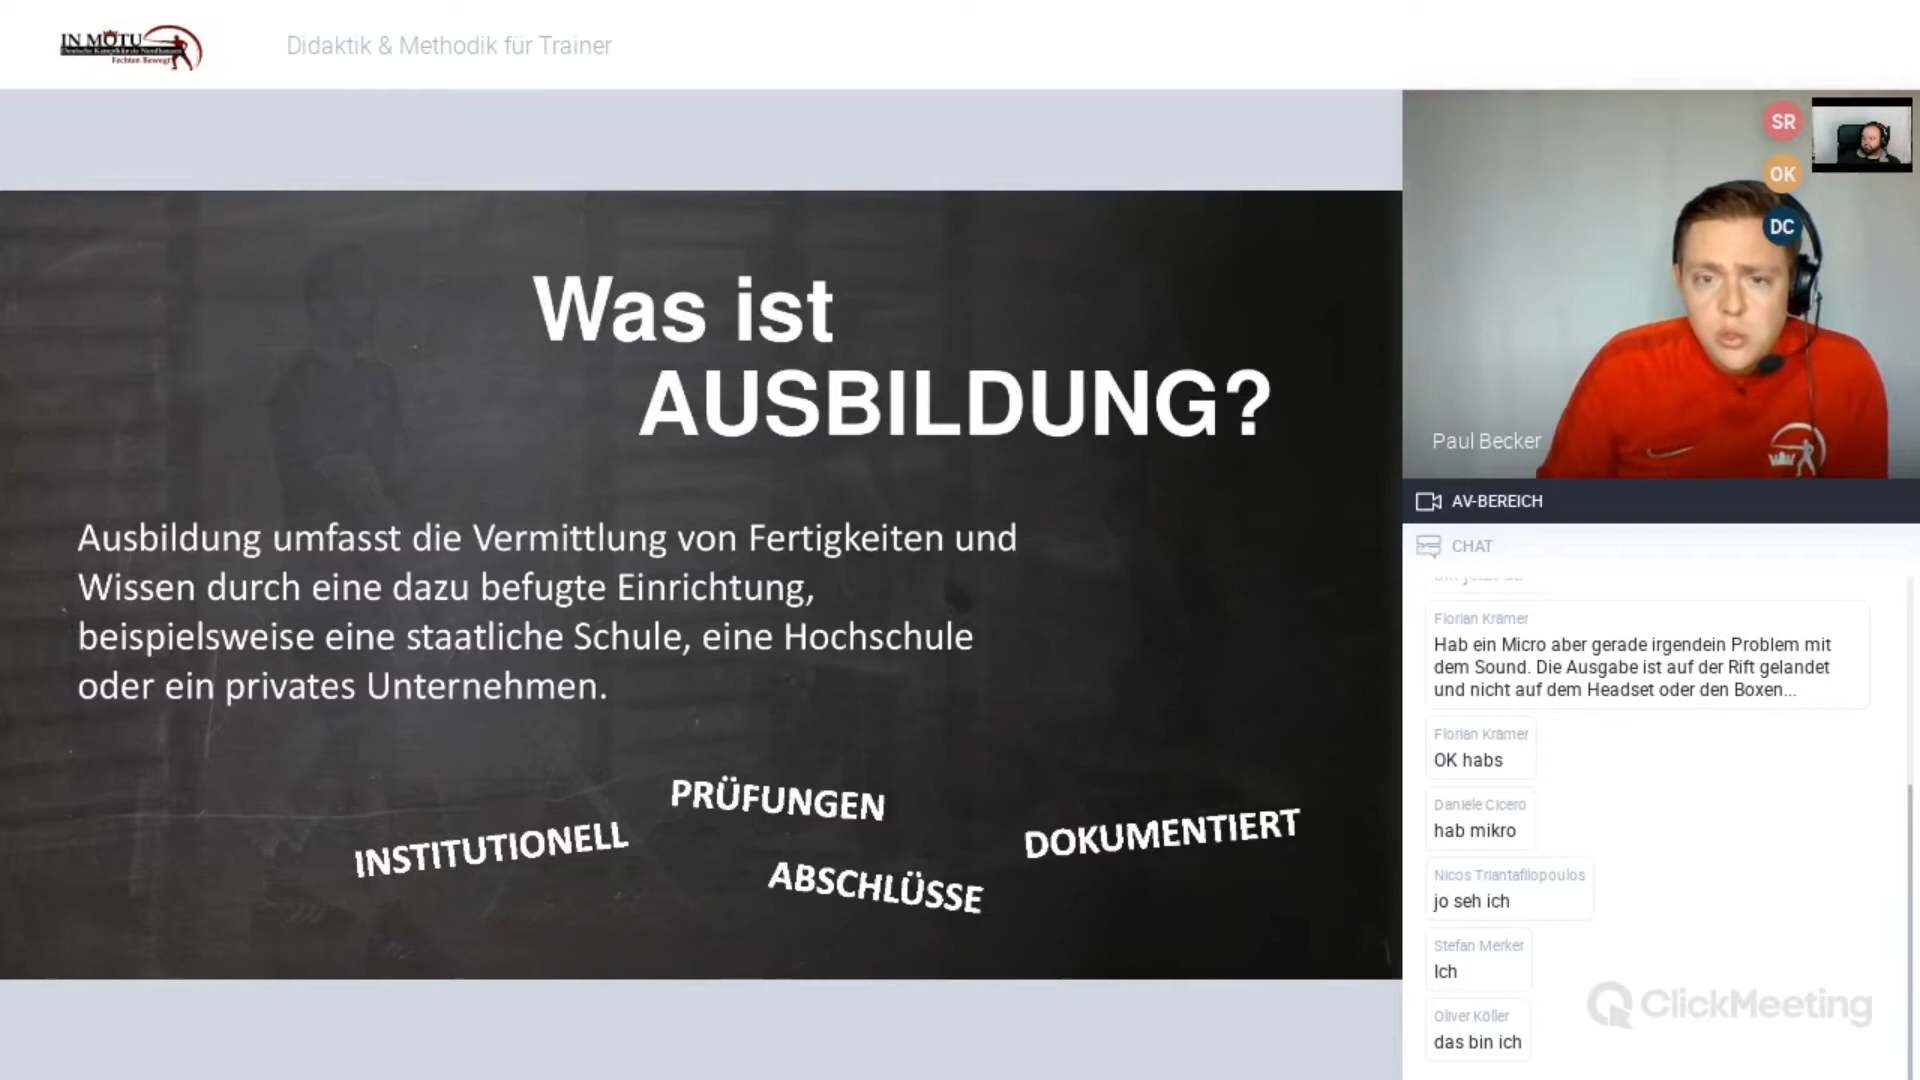 IN MOTU
Fechten Bewegt
Didaktik & Methodik für Trainer
Was ist
AUSBILDUNG?
Ausbildung umfasst die Vermittlung von Fertigkeiten und
Wissen durch eine dazu befugte Einrichtung,
beispielsweise eine staatliche Schule, eine Hochschule
oder ein privates Unternehmen.
PRÜFUNGEN
INSTITUTIONELL
DOKUMENTIERT
ABSCHLÜSSE
SR
OK
DC
Paul Becker
AV-BEREICH
CHAT
Florian Krämer
Hab ein Micro aber gerade irgendein Problem mit
dem Sound. Die Ausgabe ist auf der Rift gelandet
und nicht auf dem Headset oder den Boxen...
Florian Krämer
OK habs
Daniele Cicero
hab mikro
Nicos Triantafilopoulos
jo seh ich
Stefan Merker
Ich
Oliver Köller
das bin ich
ClickMeeting